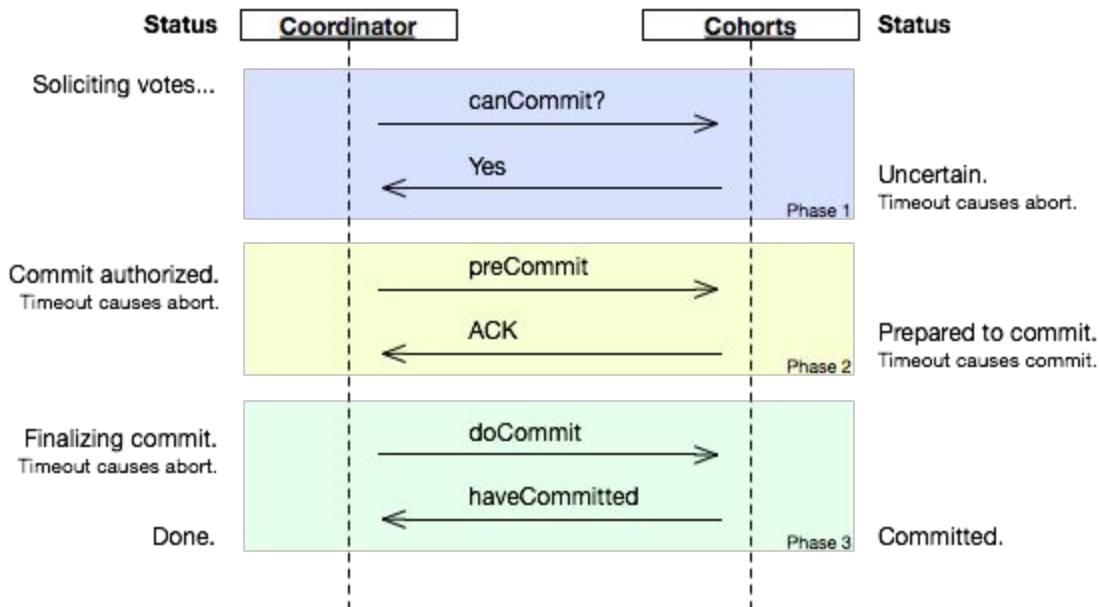 Status Coordinator Cohorts Status
Soliciting votes...
canCommit?
Yes
Uncertain.
Timeout causes abort.
Phase 1
Commit authorized.
Timeout causes abort.
preCommit
ACK
Prepared to commit.
Timeout causes commit.
Phase 2
Finalizing commit.
Timeout causes abort.
doCommit
haveCommitted
Done.
Committed.
Phase 3